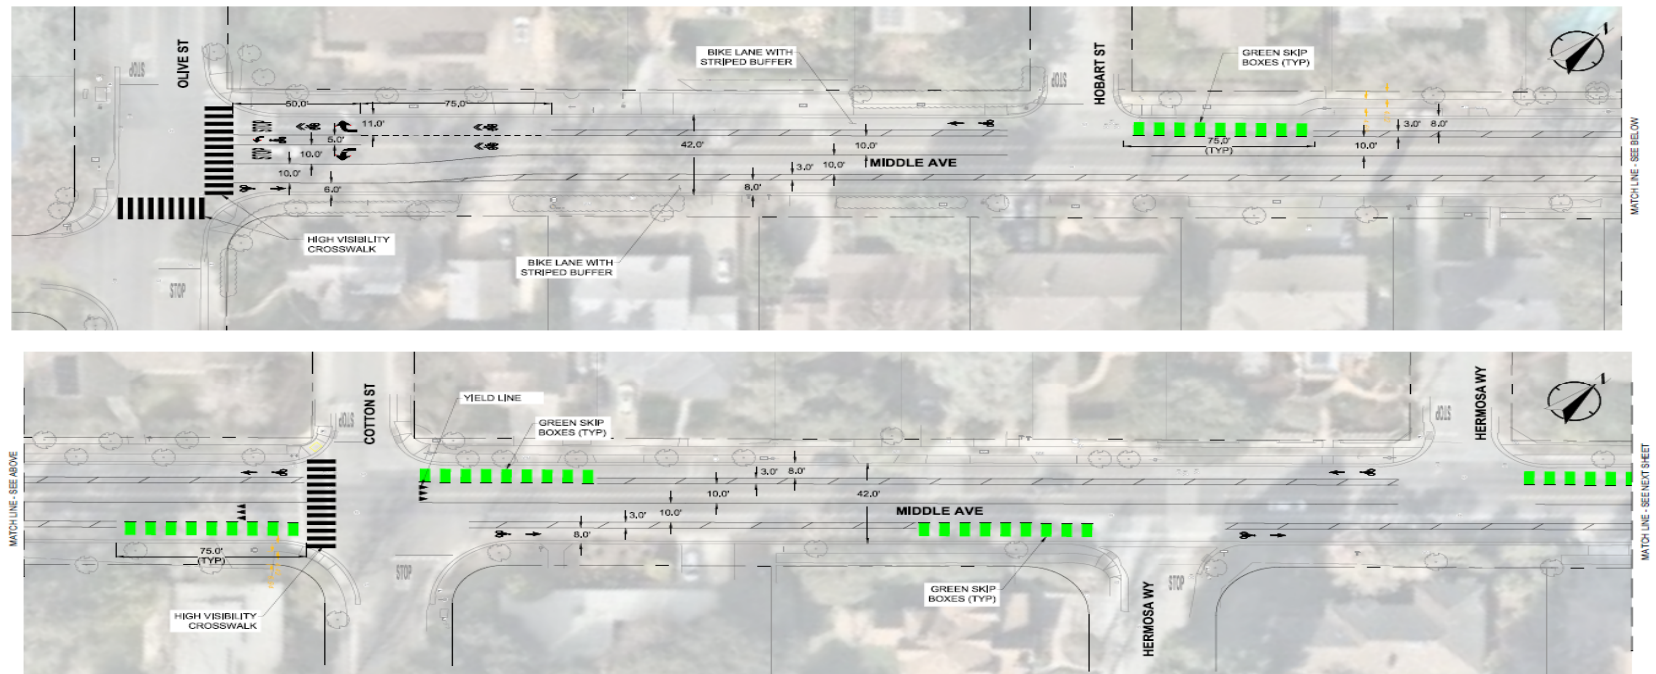 OLIVE ST
STOP
BIKE LANE WITH
STRIPED BUFFER
STOP
HOBART ST
GREEN SKIP
BOXES (TYP)
50.0'
75.0'
11.0'
STOP
5.0'
STOP
10.0'
10.0'
6.0'
42.0'
10.0'
10.0'
MIDDLE AVE
3.0'
8.0'
75.0'
(TYP)
3.0'
8.0'
10.0'
MATCH LINE - SEE BELOW
HIGH VISIBILITY
CROSSWALK
BIKE LANE WITH
STRIPED BUFFER
STOP
MATCH LINE - SEE ABOVE
COTTON ST
STOP
YIELD LINE
GREEN SKIP
BOXES (TYP)
STOP
HERMOSA WY
3.0'
8.0'
10.0'
42.0'
10.0'
MIDDLE AVE
3.0'
8.0'
75.0'
(TYP)
STOP
GREEN SKIP
BOXES (TYP)
HERMOSA WY
STOP
HIGH VISIBILITY
CROSSWALK
MATCH LINE - SEE NEXT SHEET